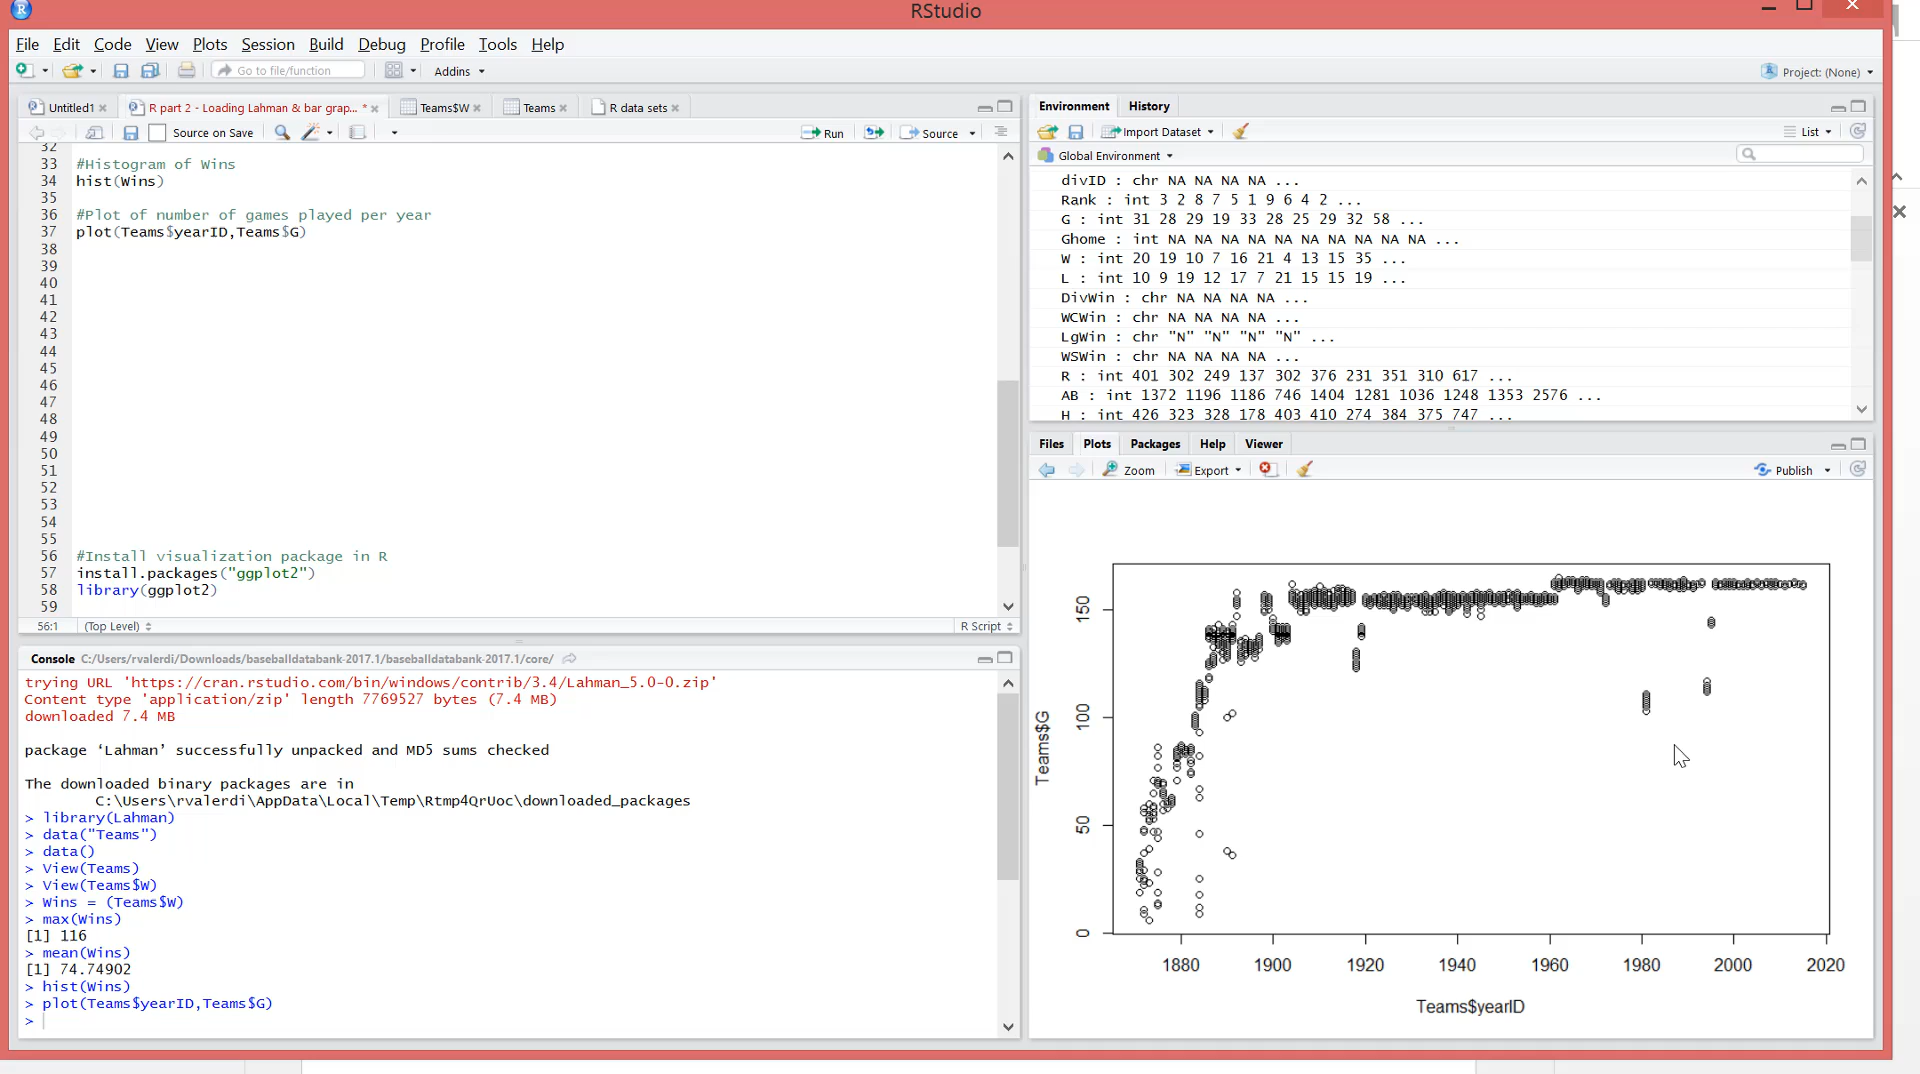 RStudio
File Edit Code View Plots Session Build Debug Profile Tools Help
Go to file/function Addins Project: (None)
Untitled1 R part 2 - Loading Lahman & bar grap... * Teams$W Teams R data sets
Source on Save Run Source
32
33 #Histogram of Wins
34 hist(Wins)
35
36 #Plot of number of games played per year
37 plot(Teams$yearID,Teams$G)
38
39
40
41
42
43
44
45
46
47
48
49
50
51
52
53
54
55
56 #Install visualization package in R
57 install.packages("ggplot2")
58 library(ggplot2)
59
56:1 (Top Level) R Script
Console C:/Users/rvalerdi/Downloads/baseballdatabank-2017.1/baseballdatabank-2017.1/core/
trying URL 'https://cran.rstudio.com/bin/windows/contrib/3.4/Lahman_5.0-0.zip'
Content type 'application/zip' length 7769527 bytes (7.4 MB)
downloaded 7.4 MB
package ‘Lahman’ successfully unpacked and MD5 sums checked
The downloaded binary packages are in
C:\Users\rvalerdi\AppData\Local\Temp\Rtmp4QrUoc\downloaded_packages
> library(Lahman)
> data("Teams")
> data()
> View(Teams)
> View(Teams$W)
> Wins = (Teams$W)
> max(Wins)
[1] 116
> mean(Wins)
[1] 74.74902
> hist(Wins)
> plot(Teams$yearID,Teams$G)
>
Environment History
Import Dataset List
Global Environment
divID : chr NA NA NA NA ...
Rank : int 3 2 8 7 5 1 9 6 4 2 ...
G : int 31 28 29 19 33 28 25 29 32 58 ...
Ghome : int NA NA NA NA NA NA NA NA NA NA ...
W : int 20 19 10 7 16 21 4 13 15 35 ...
L : int 10 9 19 12 17 7 21 15 15 19 ...
DivWin : chr NA NA NA NA ...
WCWin : chr NA NA NA NA ...
LgWin : chr "N" "N" "N" "N" ...
WSWin : chr NA NA NA NA ...
R : int 401 302 249 137 302 376 231 351 310 617 ...
AB : int 1372 1196 1186 746 1404 1281 1036 1248 1353 2576 ...
H : int 426 323 328 178 403 410 274 384 375 747 ...
Files Plots Packages Help Viewer
Zoom Export Publish
Teams$G
150
100
50
0
1880 1900 1920 1940 1960 1980 2000 2020
Teams$yearID